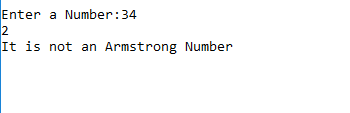 Enter a Number:34
2
It is not an Armstrong Number